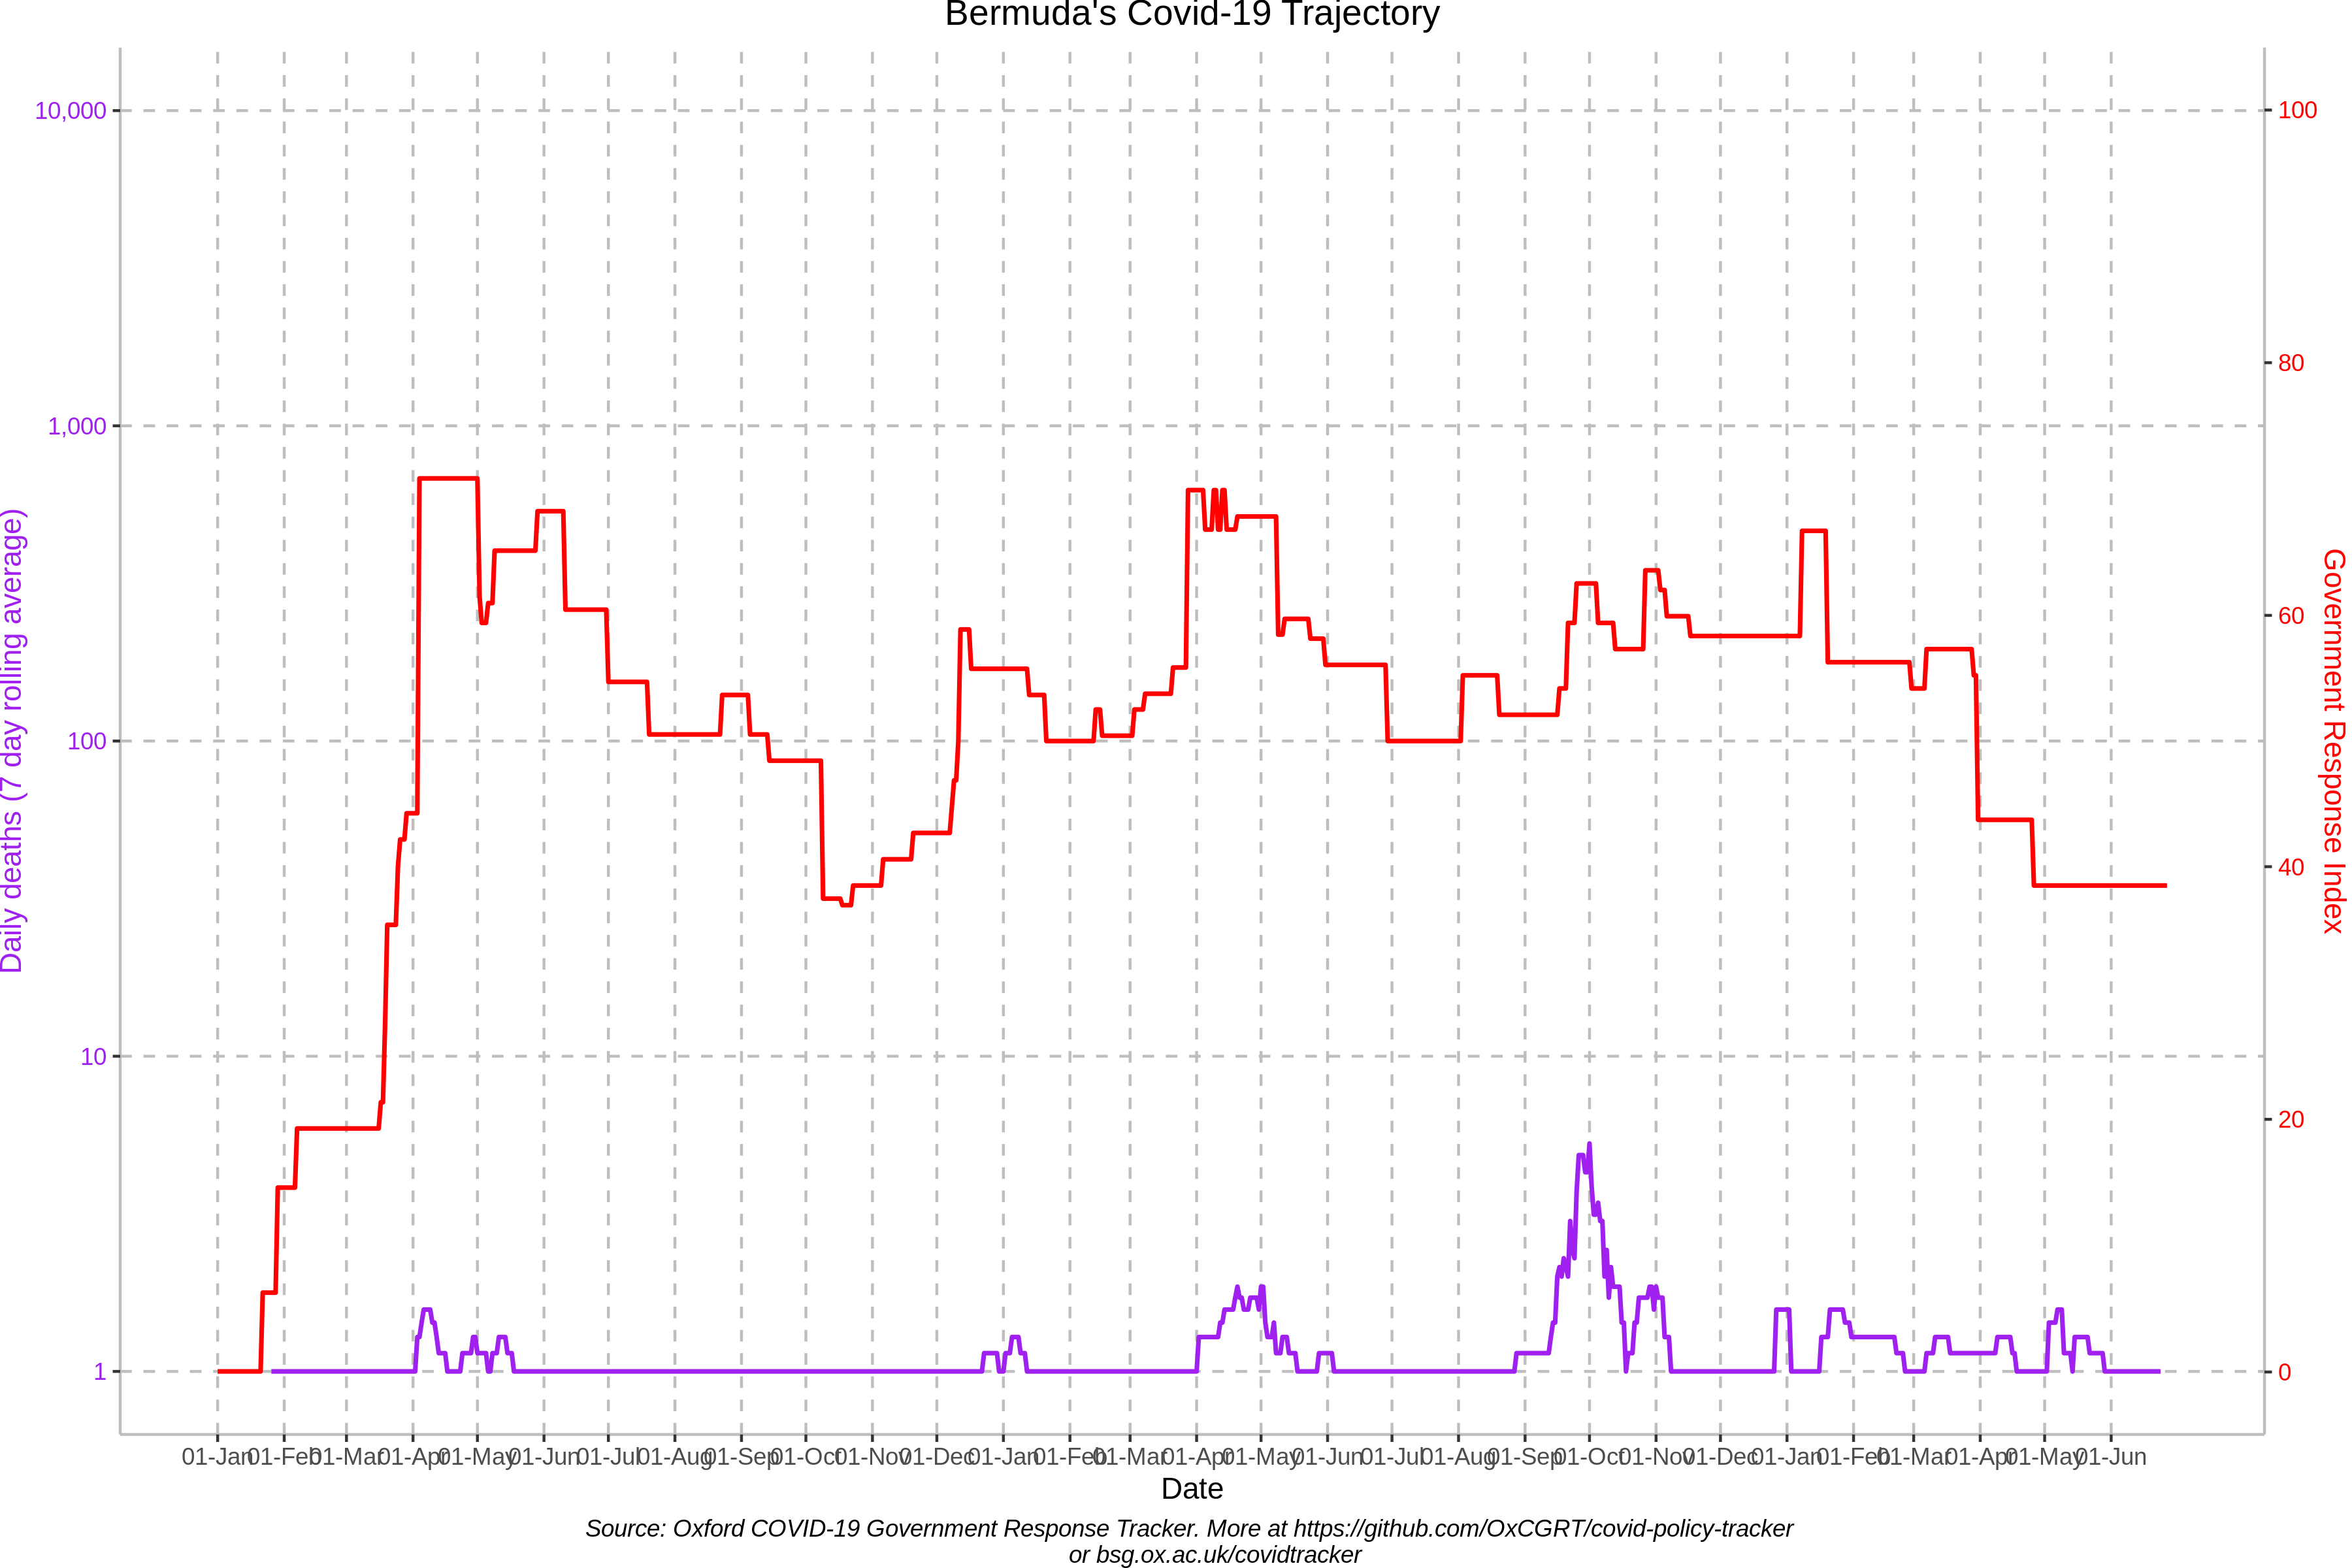 Bermuda's Covid-19 Trajectory
10,000
1,000
100
10
1
Daily deaths (7 day rolling average)
100
80
60
40
20
0
Government Response Index
01-Jan 01-Feb 01-Mar 01-Apr 01-May 01-Jun 01-Jul 01-Aug 01-Sep 01-Oct 01-Nov 01-Dec 01-Jan 01-Feb 01-Mar 01-Apr 01-May 01-Jun 01-Jul 01-Aug 01-Sep 01-Oct 01-Nov 01-Dec 01-Jan 01-Feb 01-Mar 01-Apr 01-May 01-Jun
Date
Source: Oxford COVID-19 Government Response Tracker. More at https://github.com/OxCGRT/covid-policy-tracker
or bsg.ox.ac.uk/covidtracker